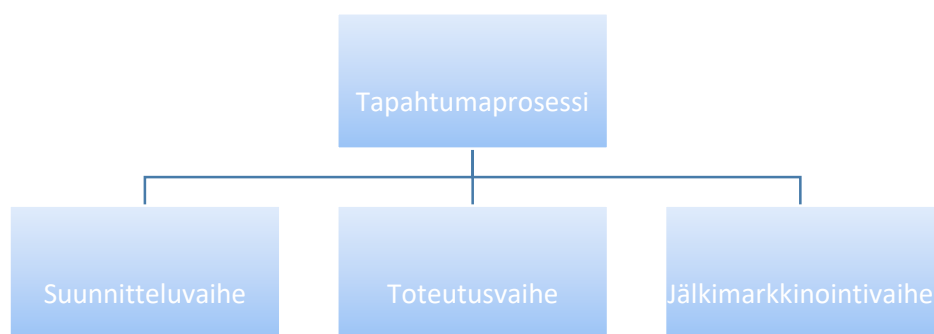 Tapahtumaprosessi
Suunnitteluvaihe
Toteutusvaihe
Jälkimarkkinointivaihe